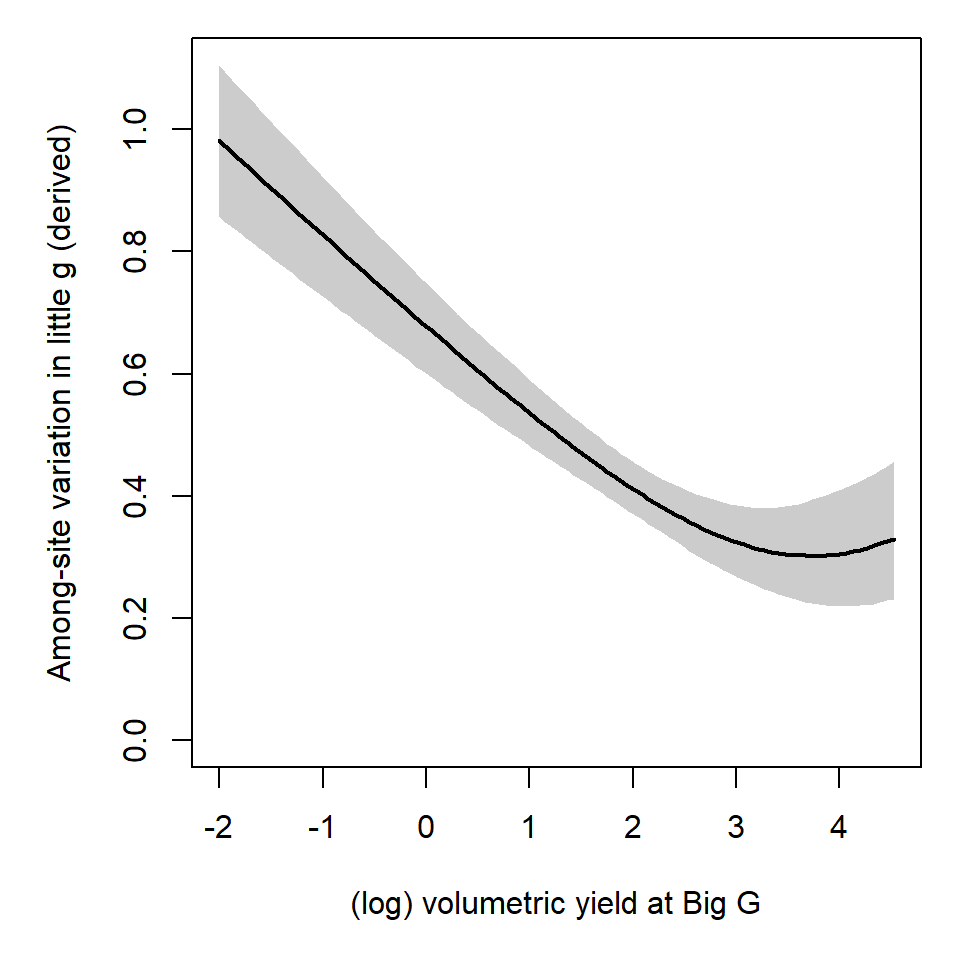 Among-site variation in little g (derived)
1.0
0.8
0.6
0.4
0.2
0.0
-2 -1 0 1 2 3 4
(log) volumetric yield at Big G